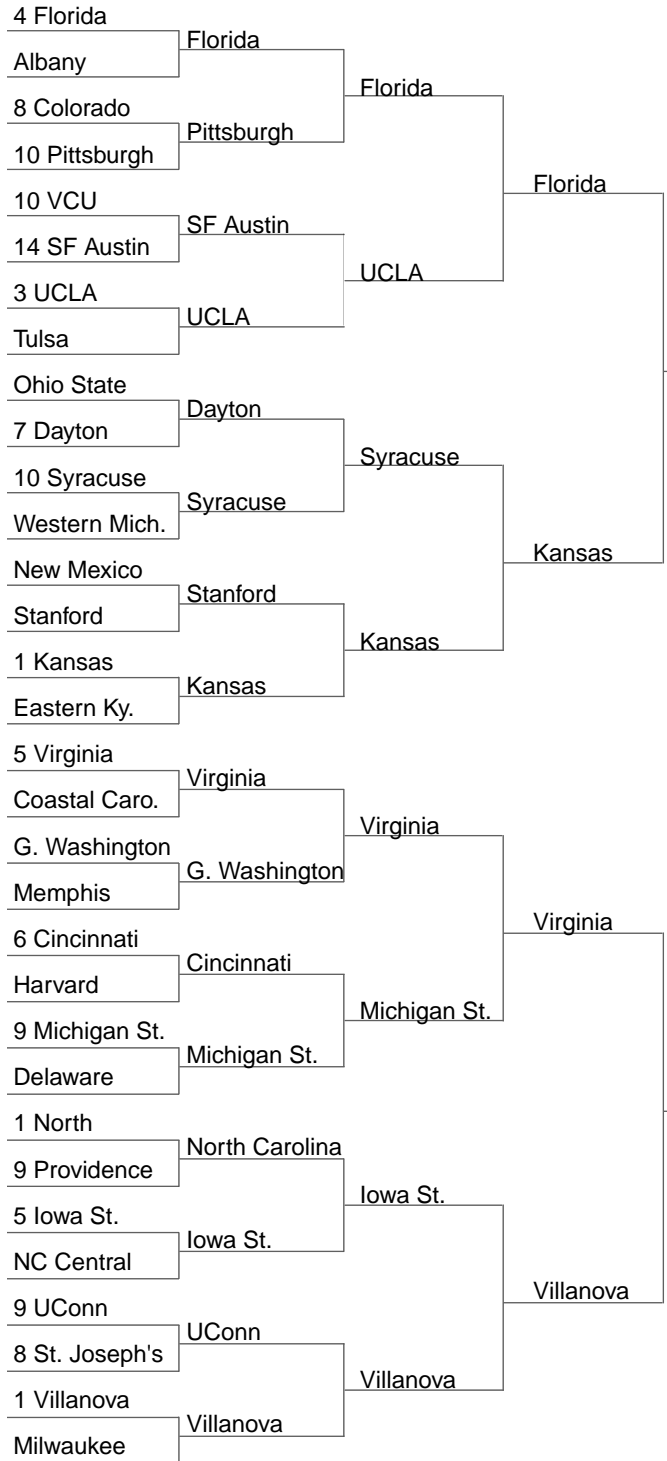 4 Florida
Albany
8 Colorado
10 Pittsburgh
10 VCU
14 SF Austin
3 UCLA
Tulsa
Ohio State
7 Dayton
10 Syracuse
Western Mich.
New Mexico
Stanford
1 Kansas
Eastern Ky.
5 Virginia
Coastal Caro.
G. Washington
Memphis
6 Cincinnati
Harvard
9 Michigan St.
Delaware
1 North
9 Providence
5 Iowa St.
NC Central
9 UConn
8 St. Joseph's
1 Villanova
Milwaukee
Florida
Pittsburgh
SF Austin
UCLA
Dayton
Syracuse
Stanford
Kansas
Virginia
G. Washington
Cincinnati
Michigan St.
North Carolina
Iowa St.
UConn
Villanova
Florida
UCLA
Syracuse
Kansas
Virginia
Michigan St.
Iowa St.
Villanova
Florida
Kansas
Virginia
Villanova